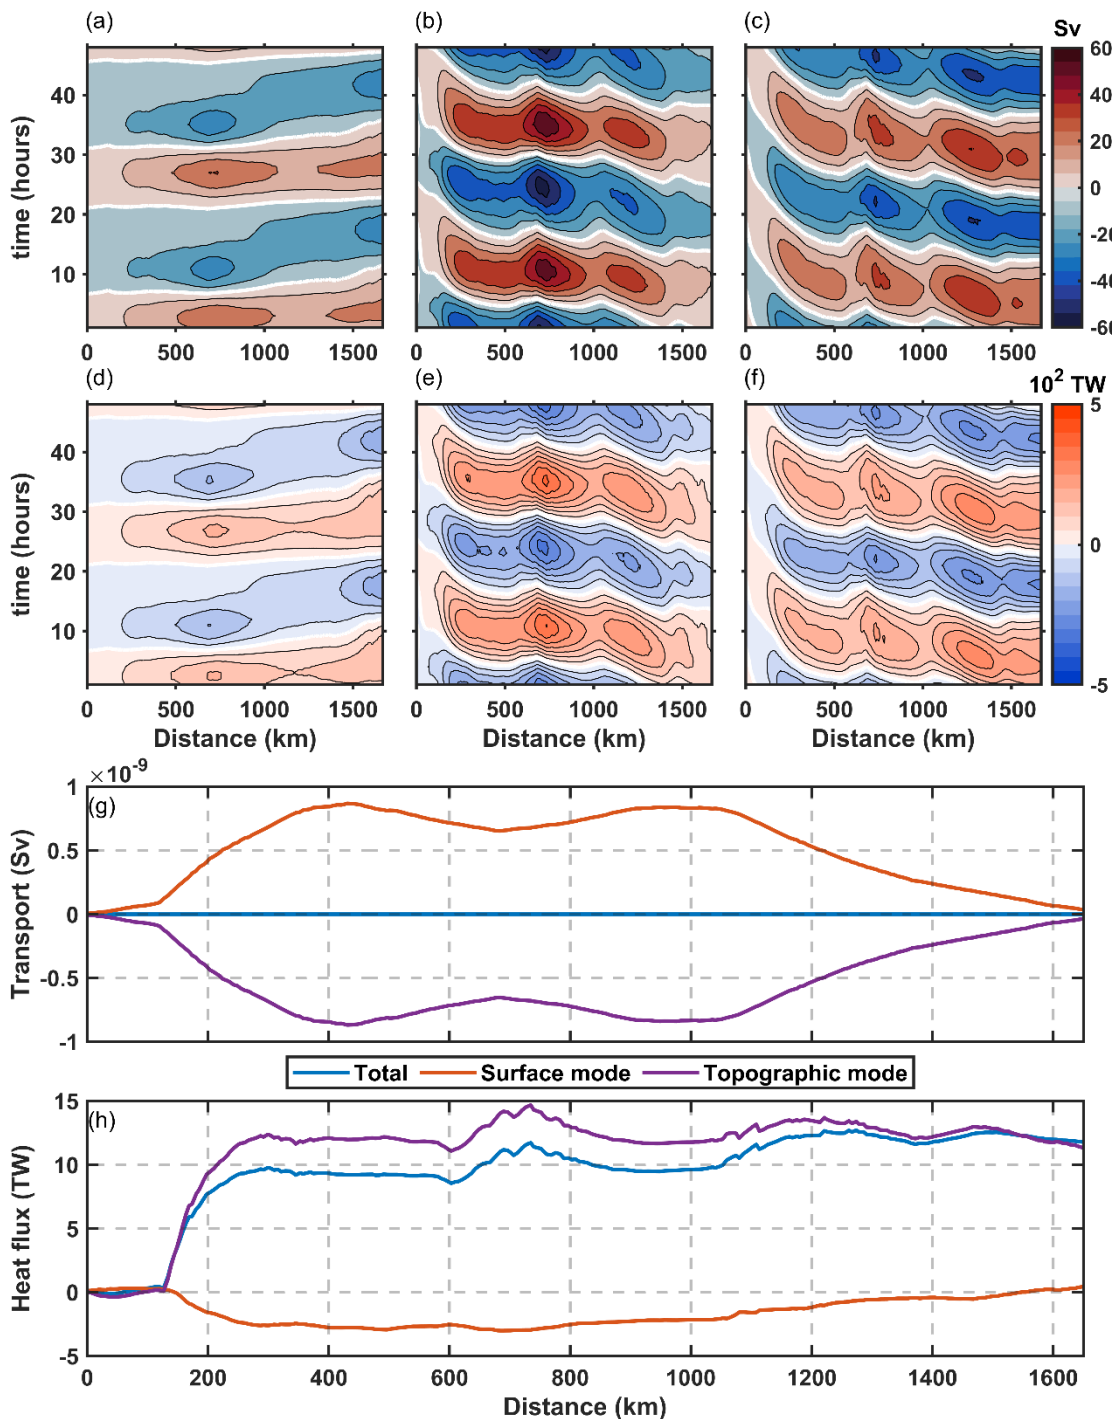 (a) (b) (c) Sv
time (hours) 40 30 20 10
60 40 20 0 -20 -40 -60
0 500 1000 1500 0 500 1000 1500 0 500 1000 1500
(d) (e) (f) 10² TW
time (hours) 40 30 20 10
5 0 -5
0 500 1000 1500 0 500 1000 1500 0 500 1000 1500
Distance (km) Distance (km) Distance (km)
×10⁻⁹
(g)
Transport (Sv) 1 0.5 0 -0.5 -1
Total Surface mode Topographic mode
(h)
Heat flux (TW) 15 10 5 0 -5
0 200 400 600 800 1000 1200 1400 1600
Distance (km)